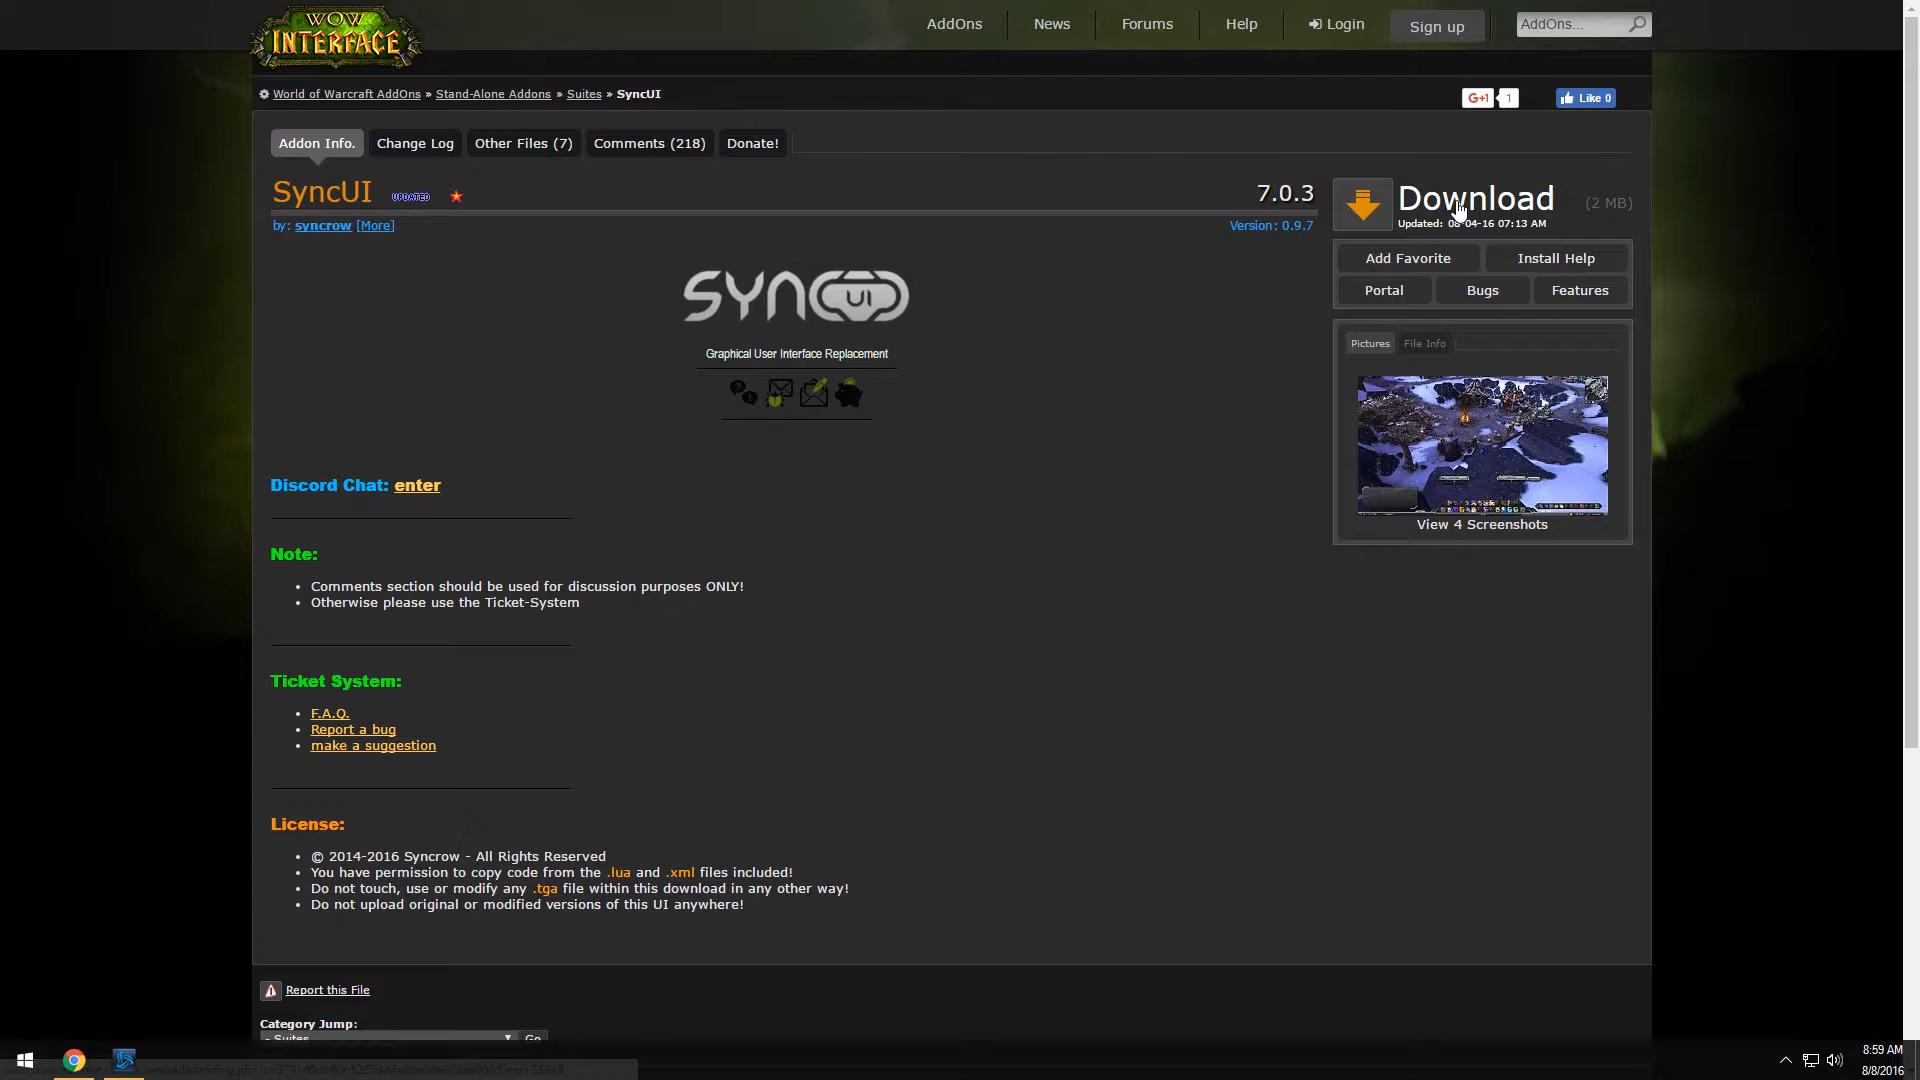 WOW
INTERFACE
AddOns
News
Forums
Help
Login
Sign up
AddOns...
World of Warcraft AddOns » Stand-Alone Addons » Suites » SyncUI
G+1
1
Like 0
Addon Info.
Change Log
Other Files (7)
Comments (218)
Donate!
SyncUI
UPDATED
7.0.3
by: syncrow [More]
Version: 0.9.7
Download
(2 MB)
Updated: 08-04-16 07:13 AM
Add Favorite
Install Help
Portal
Bugs
Features
Pictures
File Info
View 4 Screenshots
SYNC UI
Graphical User Interface Replacement
Discord Chat: enter
Note:
• Comments section should be used for discussion purposes ONLY!
• Otherwise please use the Ticket-System
Ticket System:
• F.A.Q.
• Report a bug
• make a suggestion
License:
• © 2014-2016 Syncrow - All Rights Reserved
• You have permission to copy code from the .lua and .xml files included!
• Do not touch, use or modify any .tga file within this download in any other way!
• Do not upload original or modified versions of this UI anywhere!
Report this File
Category Jump:
- Suites
Go
8:59 AM
8/8/2016